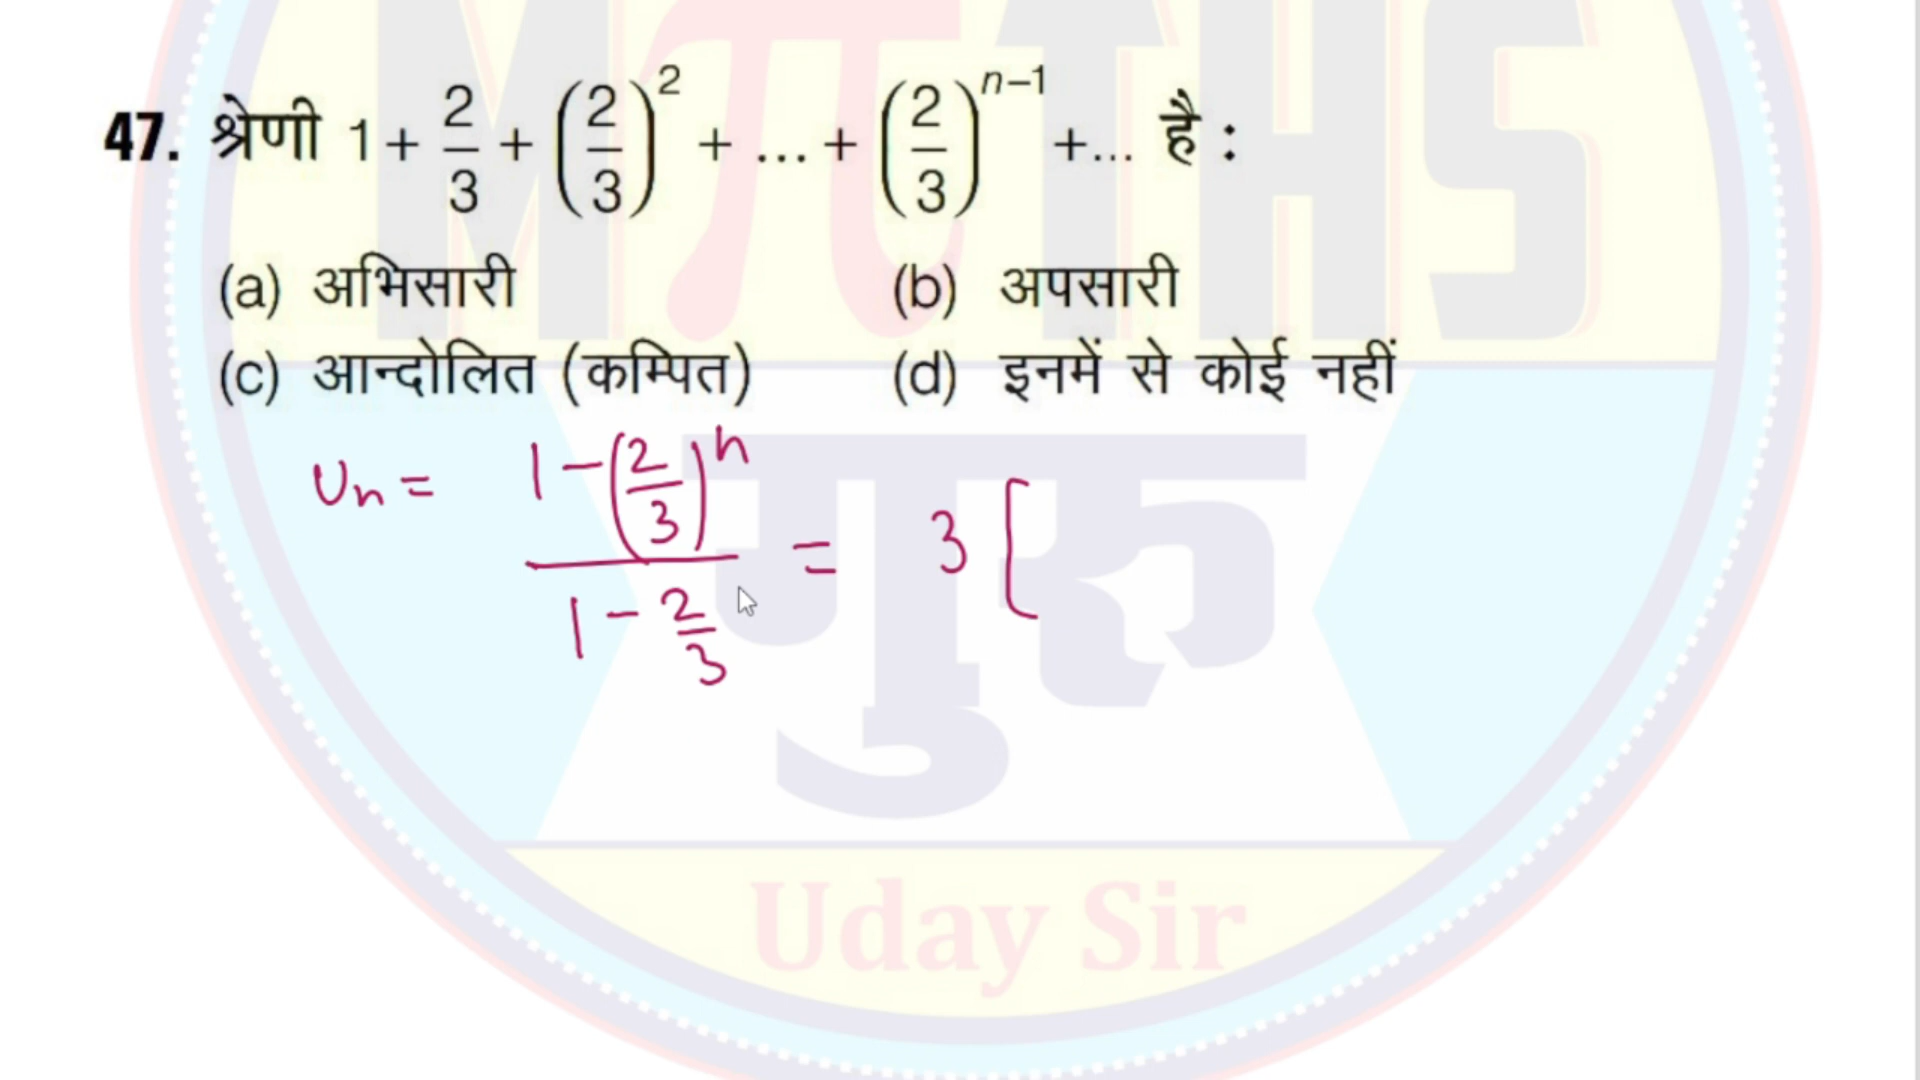 47. श्रेणी 1 + 2/3 + (2/3)^2 + ... + (2/3)^{n–1} +... है :
(a) अभिसारी (b) अपसारी
(c) आन्दोलित (कम्पित) (d) इनमें से कोई नहीं
Un = (1 - (2/3)^n) / (1 - 2/3) = 3 [
MπTHS
गुरु
Uday Sir